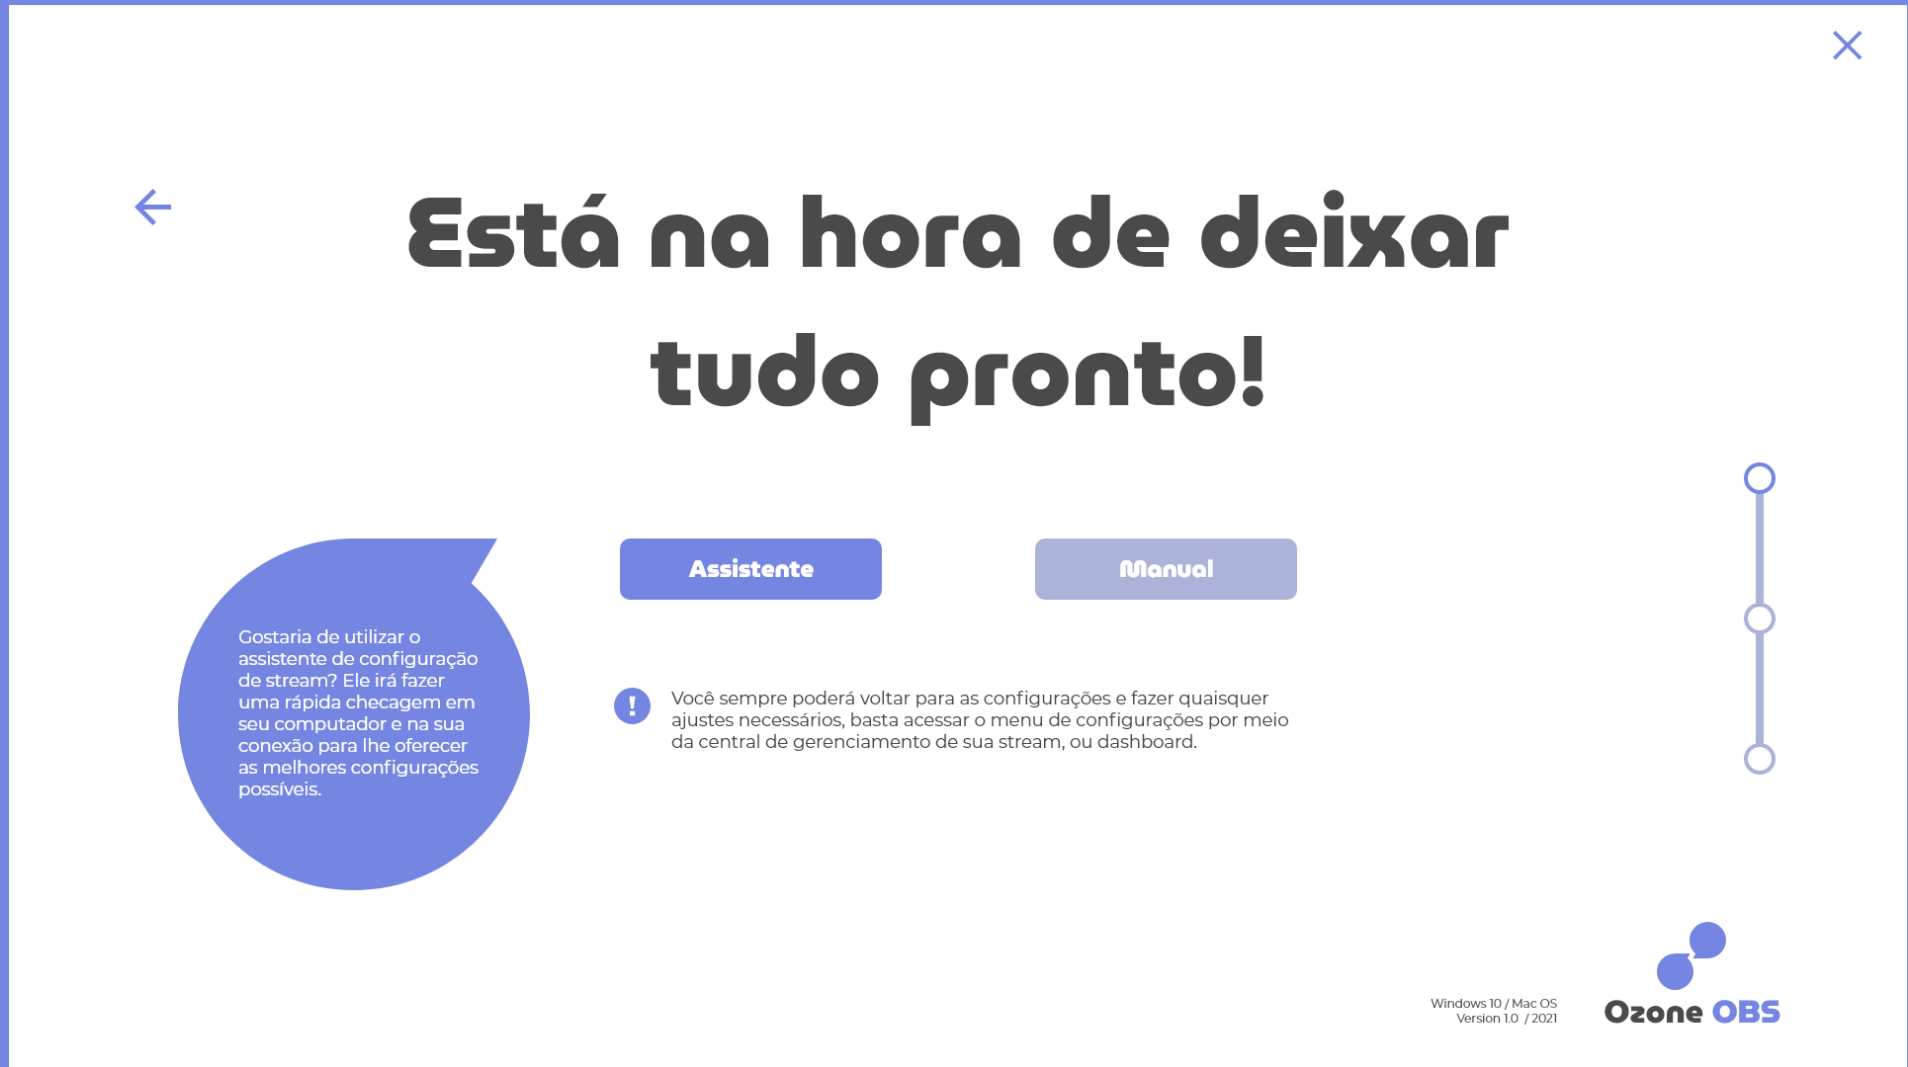 Está na hora de deixar
tudo pronto!
Assistente
Manual
Gostaria de utilizar o
assistente de configuração
de stream? Ele irá fazer
uma rápida checagem em
seu computador e na sua
conexão para lhe oferecer
as melhores configurações
possíveis.
!
Você sempre poderá voltar para as configurações e fazer quaisquer
ajustes necessários, basta acessar o menu de configurações por meio
da central de gerenciamento de sua stream, ou dashboard.
Windows 10 / Mac OS
Version 1.0 / 2021
Ozone OBS